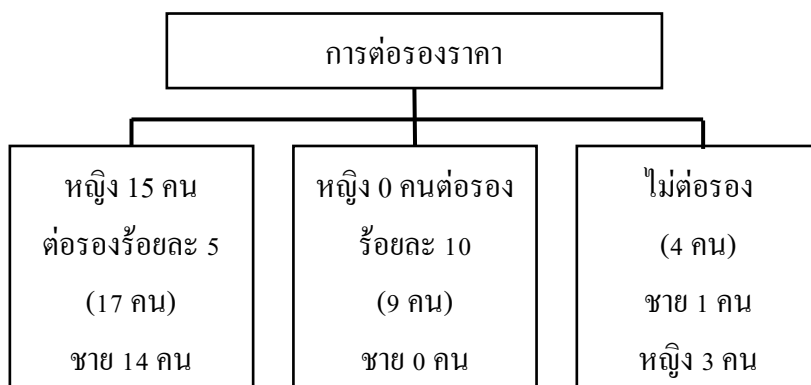 การต่อรองราคา
หญิง 15 คน
ต่อรองร้อยละ 5
(17 คน)
ชาย 14 คน
หญิง 0 คนต่อรอง
ร้อยละ 10
(9 คน)
ชาย 0 คน
ไม่ต่อรอง
(4 คน)
ชาย 1 คน
หญิง 3 คน